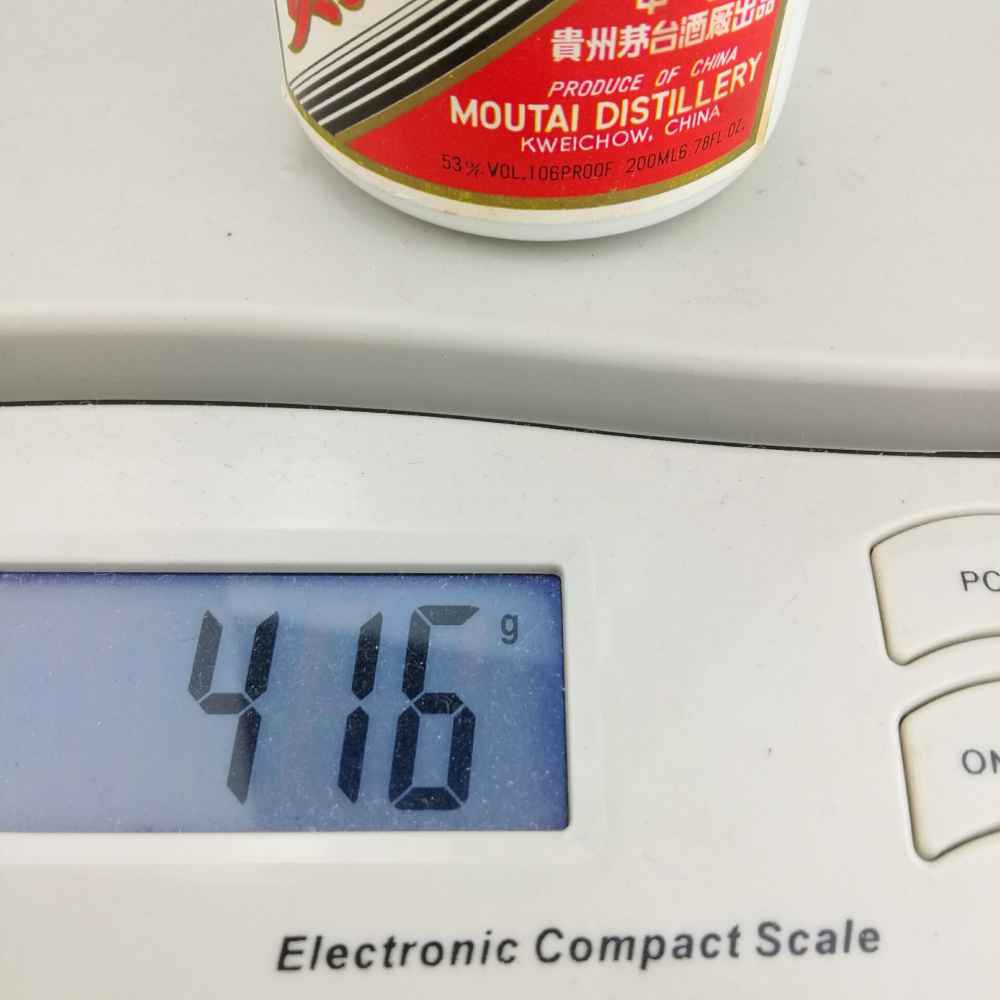 貴州茅台酒廠出品
PRODUCE OF CHINA
MOUTAI DISTILLERY
KWEICHOW, CHINA
53%.VOL.106PROOF 200ML6.78FL.OZ.
416 g
PC
ON
Electronic Compact Scale